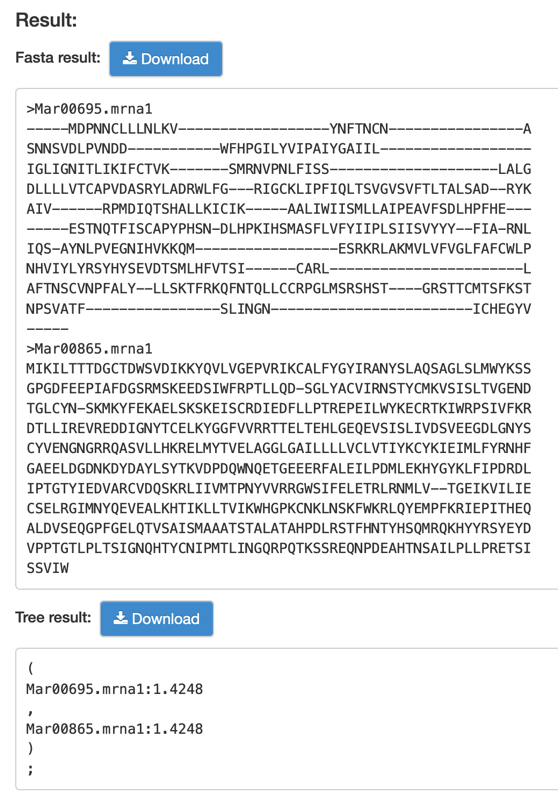 Result:
Fasta result: Download
>Mar00695.mrna1
-----MDPNNCLLLNLKV------------------YNFTNCN----------------A
SNNSVDLPVNDD-----------WFHPGILYVIPAIYGAIIL------------------
IGLIGNITLIKIFCTVK-------SMRNVPNLFISS--------------------LALG
DLLLLVTCAPVDASRYLADRWLFG---RIGCKLIPFIQLTSVGVSVFTLTALSAD--RYK
AIV------RPMDIQTSHALLKICIK-----AALIWIISMLLAIPEAVFSDLHPFHE---
-----ESTNQTFISCAPYPHSN-DLHPKIHSMASFLVFYYIIPLSIISVYYY--FIA-RNL
IQS-AYNLPVEGNIHVKKQM-----------------ESRKRLAKMVLVFVGLFAFCWLP
NHVIYLYRSYHYSEVDTSMLHFVTSI------CARL-----------------------L
AFTNSCVNPFALY--LLSKTFRKQFNTQLLCCRPGLMSRSHST----GRSTTCMTSFKST
NPSVATF----------------SLINGN------------------------ICHEGYV
-----
>Mar00865.mrna1
MIKILTTTDGCTDWSVDIKKYQVLVGEPVRIKCALFYGYIRANYSLAQSAGLSLMWYKSS
GPGDFEEPIAFDGSRMSKEEDSIWFRPTLLQD-SGLYACVIRNSTYCMKVSISLTVGEND
TGLCYN-SKMKYFEKAELSKSKEISCRDIEDFLLPTREPEILWYKECRTKIWRPSIVFKR
DTLLIREVREDDIGNYTCELKYGGFVVRRTTELTEHLGEQEVSISLIVDSVEEGDLGNYS
CYVENGNGRRQASVLLHKRELMYTVELAGGLGAILLLLVCLVTIYKCYKIEIMLFYRNHF
GAEELDGDNKDYDAYLSYTKVDPDQWNQETGEEERFALEILPDMLEKHYGYKLFIPDRDL
IPTGTYIEDVARCVDQSKRLIIVMTPNYVVRRGWSIFELETRLRNMLV--TGEIKVILIE
CSELRGIMNYQEVEALKHTIKLLTVIKWHGPKCNKLNSKFWKRLQYEMPFKRIEPITHEQ
ALDVSEQGPFGELQTVSAISMAAATSTALATAHPDLRSTFHNTYHSQMRQKHYYRSYEYD
VPPTGTLPLTSIGNQHTYCNIPMTLINGQRPQTKSSREQNPDEAHTNSAILPLLPRETSI
SSVIW
Tree result: Download
(
Mar00695.mrna1:1.4248
,
Mar00865.mrna1:1.4248
)
;